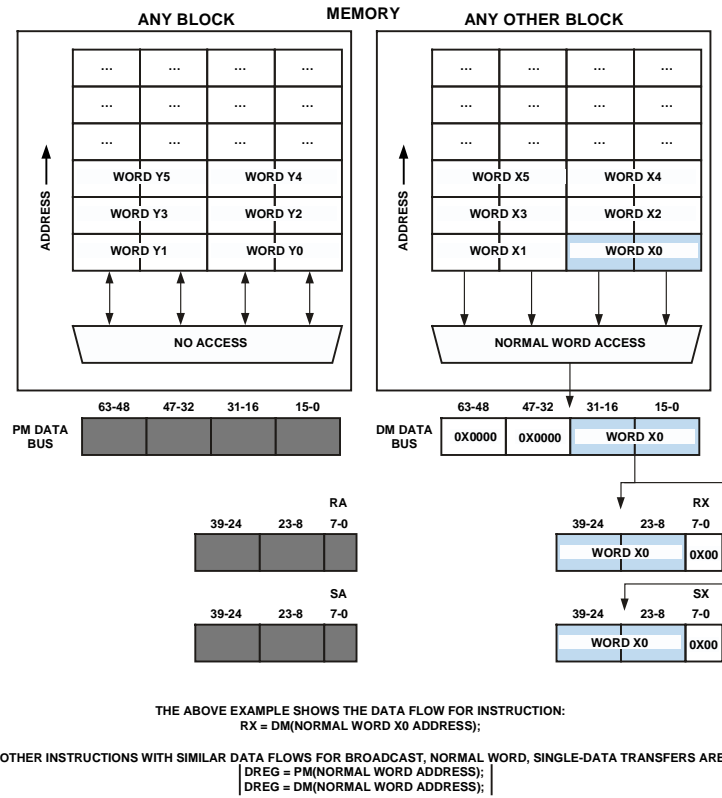 MEMORY
ANY BLOCK
ANY OTHER BLOCK
... ... ... ...
... ... ... ...
... ... ... ...
WORD Y5 WORD Y4
WORD Y3 WORD Y2
WORD Y1 WORD Y0
ADDRESS
NO ACCESS
... ... ... ...
... ... ... ...
... ... ... ...
WORD X5 WORD X4
WORD X3 WORD X2
WORD X1 WORD X0
ADDRESS
NORMAL WORD ACCESS
63-48 47-32 31-16 15-0
PM DATA
BUS
63-48 47-32 31-16 15-0
DM DATA
BUS
0X0000 0X0000 WORD X0
RA
39-24 23-8 7-0
RX
39-24 23-8 7-0
WORD X0 0X00
SA
39-24 23-8 7-0
SX
39-24 23-8 7-0
WORD X0 0X00
THE ABOVE EXAMPLE SHOWS THE DATA FLOW FOR INSTRUCTION:
RX = DM(NORMAL WORD X0 ADDRESS);
OTHER INSTRUCTIONS WITH SIMILAR DATA FLOWS FOR BROADCAST, NORMAL WORD, SINGLE-DATA TRANSFERS ARE
DREG = PM(NORMAL WORD ADDRESS);
DREG = DM(NORMAL WORD ADDRESS);